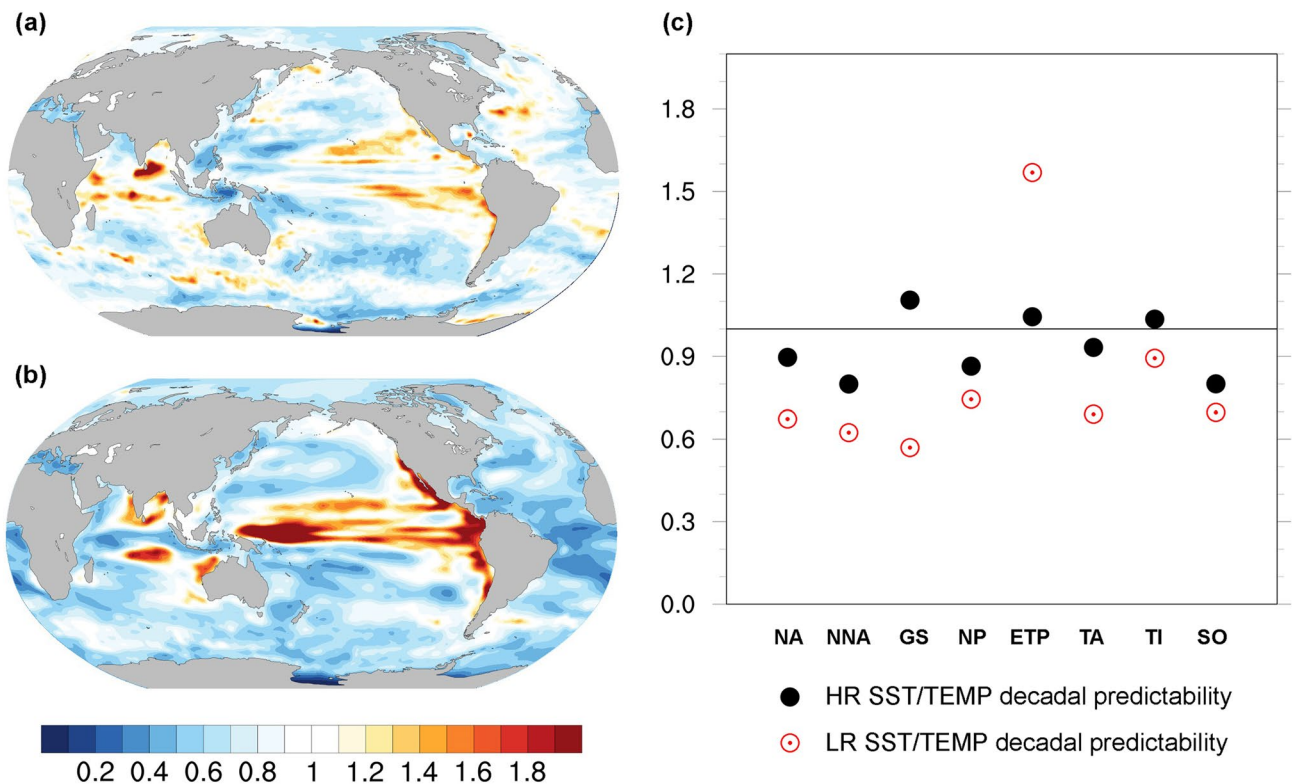 (a)
(b)
0.2 0.4 0.6 0.8 1 1.2 1.4 1.6 1.8
(c)
1.8
1.5
1.2
0.9
0.6
0.3
0.0
NA NNA GS NP ETP TA TI SO
HR SST/TEMP decadal predictability
LR SST/TEMP decadal predictability